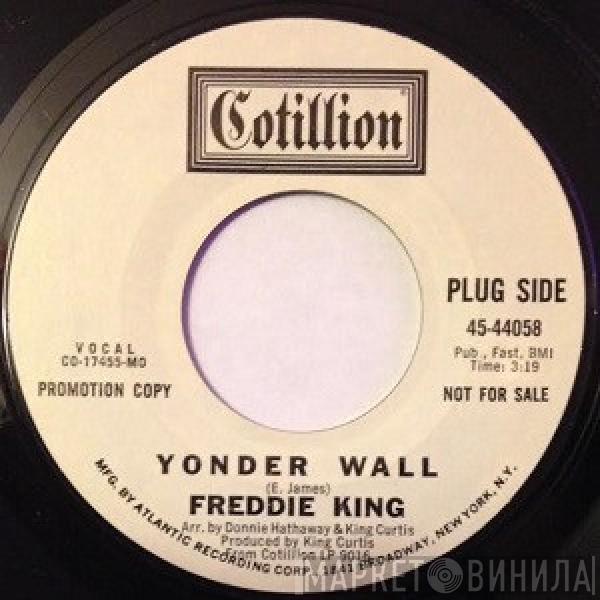 Cotillion
PLUG SIDE
45-44058
Pub., Fast, BMI
Time: 3:19
NOT FOR SALE
VOCAL
CO-17455-MO
PROMOTION COPY
YONDER WALL
(E. James)
FREDDIE KING
Arr. by Donnie Hathaway & King Curtis
Produced by King Curtis
From Cotillion LP 9016
MFG. BY ATLANTIC RECORDING CORP., 1841 BROADWAY, NEW YORK, N.Y.
МАРКЕТ ВИНИЛА